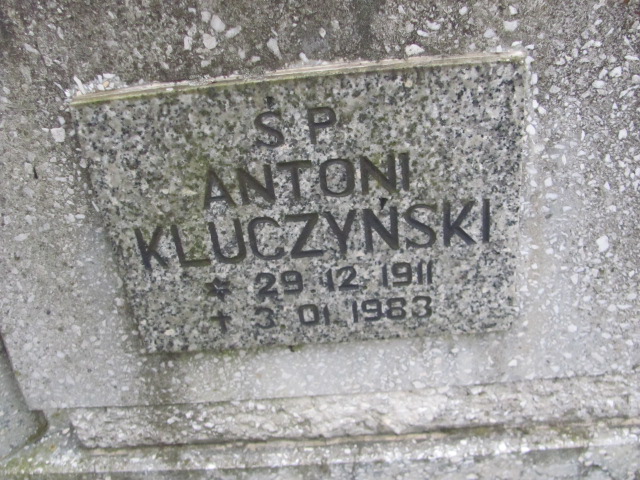 Ś P
ANTONI
KLUCZYŃSKI
* 29 12 1911
+ 3 01 1983